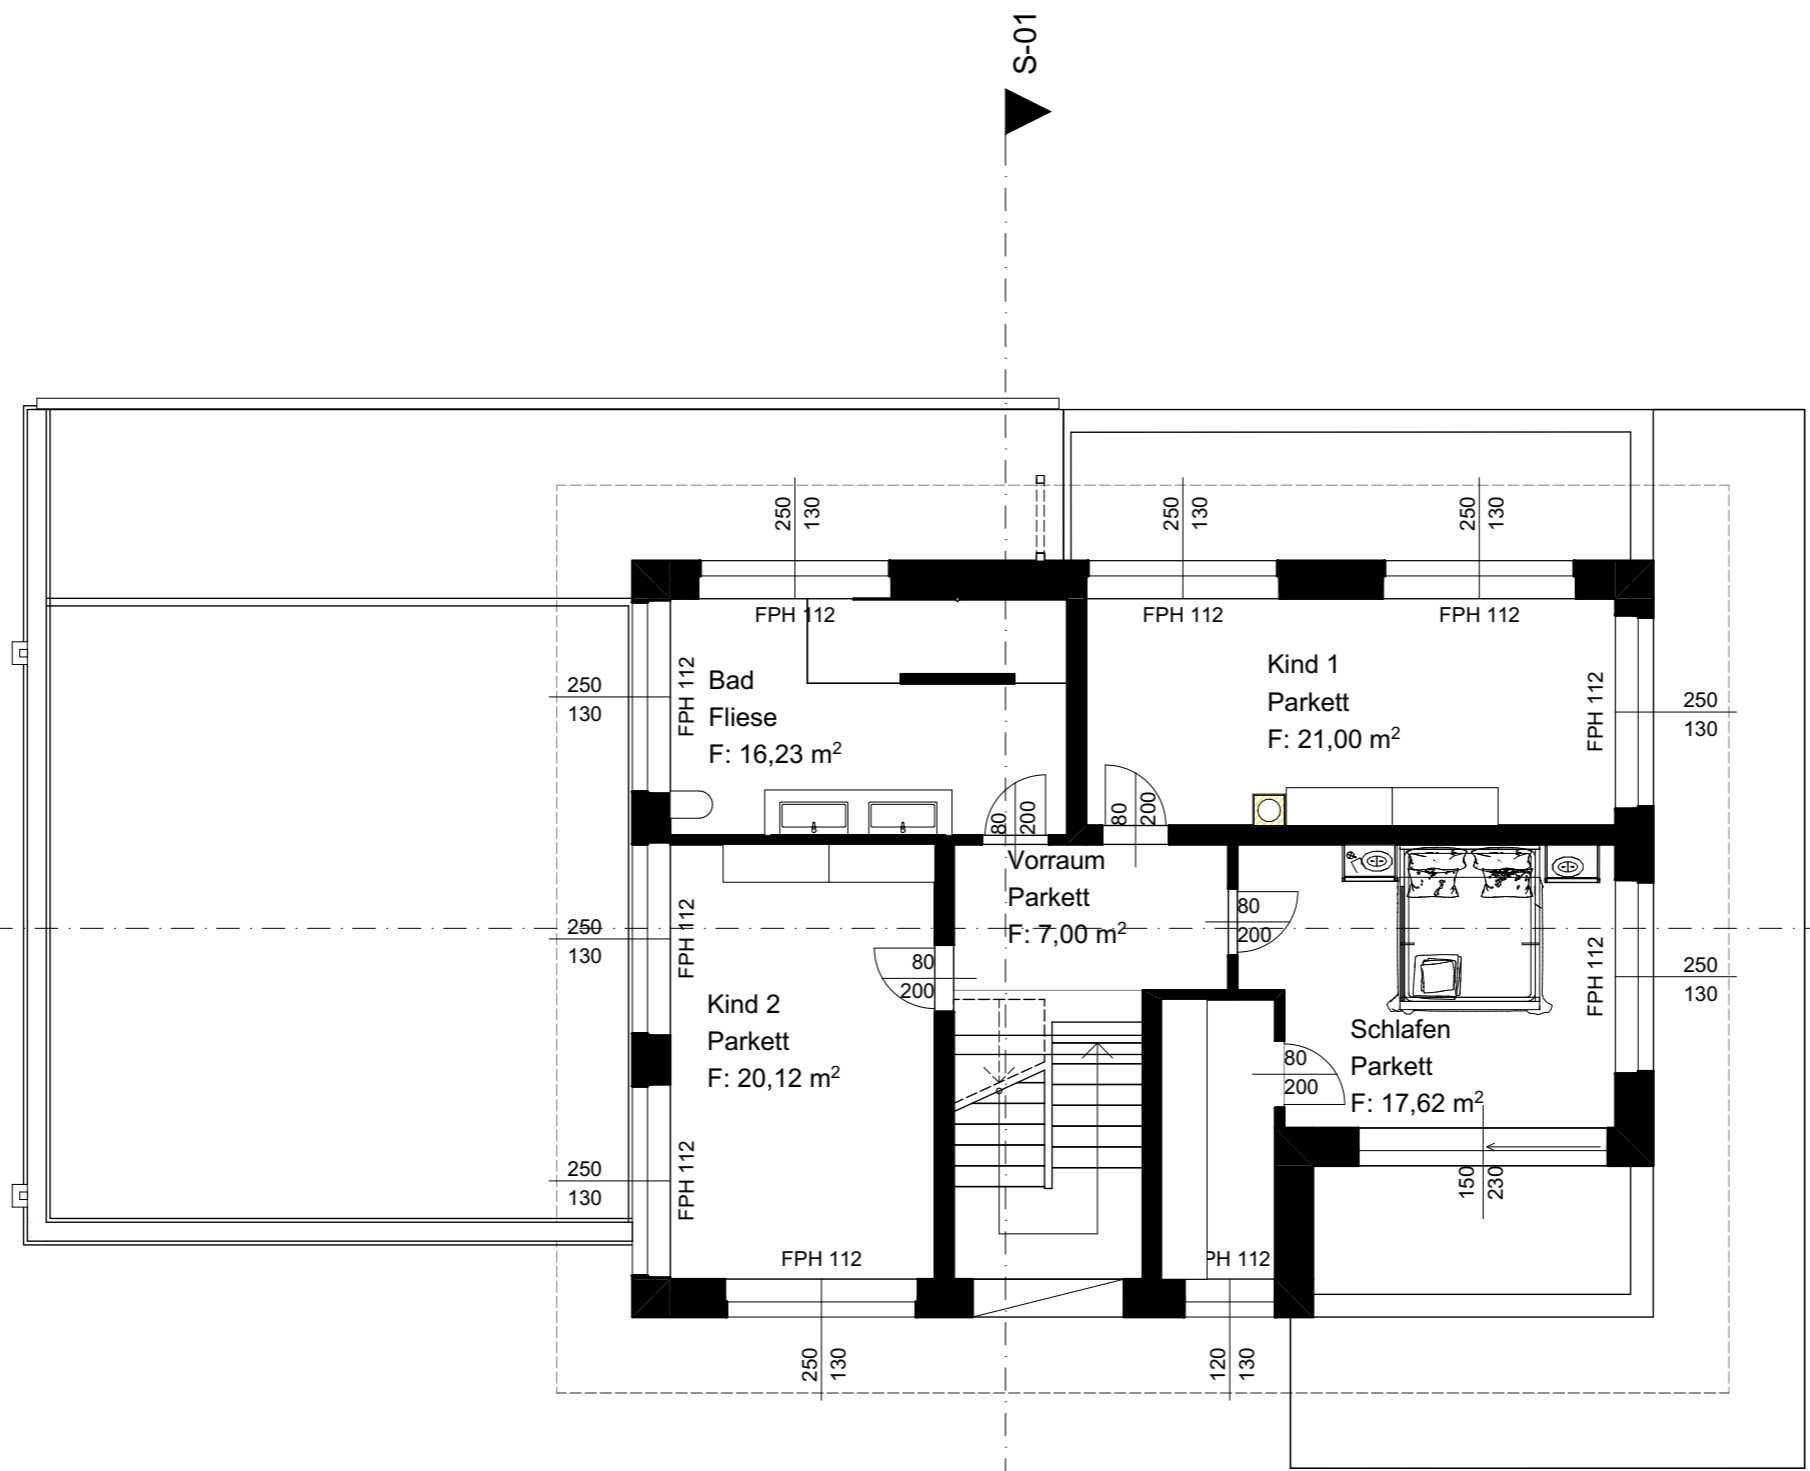 S-01
250
130
250
130
250
130
FPH 112
FPH 112
FPH 112
250
130
FPH 112
Bad
Fliese
F: 16,23 m²
Kind 1
Parkett
F: 21,00 m²
FPH 112
250
130
80
200
80
200
Vorraum
Parkett
F: 7,00 m²
80
200
250
130
FPH 112
80
200
FPH 112
250
130
Kind 2
Parkett
F: 20,12 m²
Schlafen
Parkett
F: 17,62 m²
80
200
250
130
FPH 112
150
230
FPH 112
PH 112
250
130
120
130